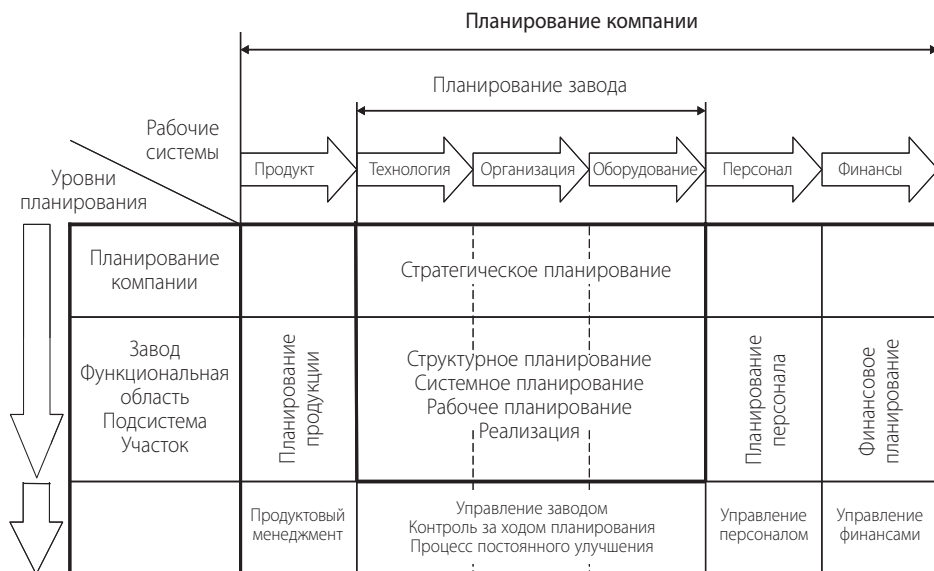 Планирование компании
Планирование завода
Рабочие
системы
Уровни
планирования
Продукт
Технология
Организация
Оборудование
Персонал
Финансы
Планирование
компании
Стратегическое планирование
Завод
Функциональная
область
Подсистема
Участок
Планирование
продукции
Структурное планирование
Системное планирование
Рабочее планирование
Реализация
Планирование
персонала
Финансовое
планирование
Продуктовый
менеджмент
Управление заводом
Контроль за ходом планирования
Процесс постоянного улучшения
Управление
персоналом
Управление
финансами